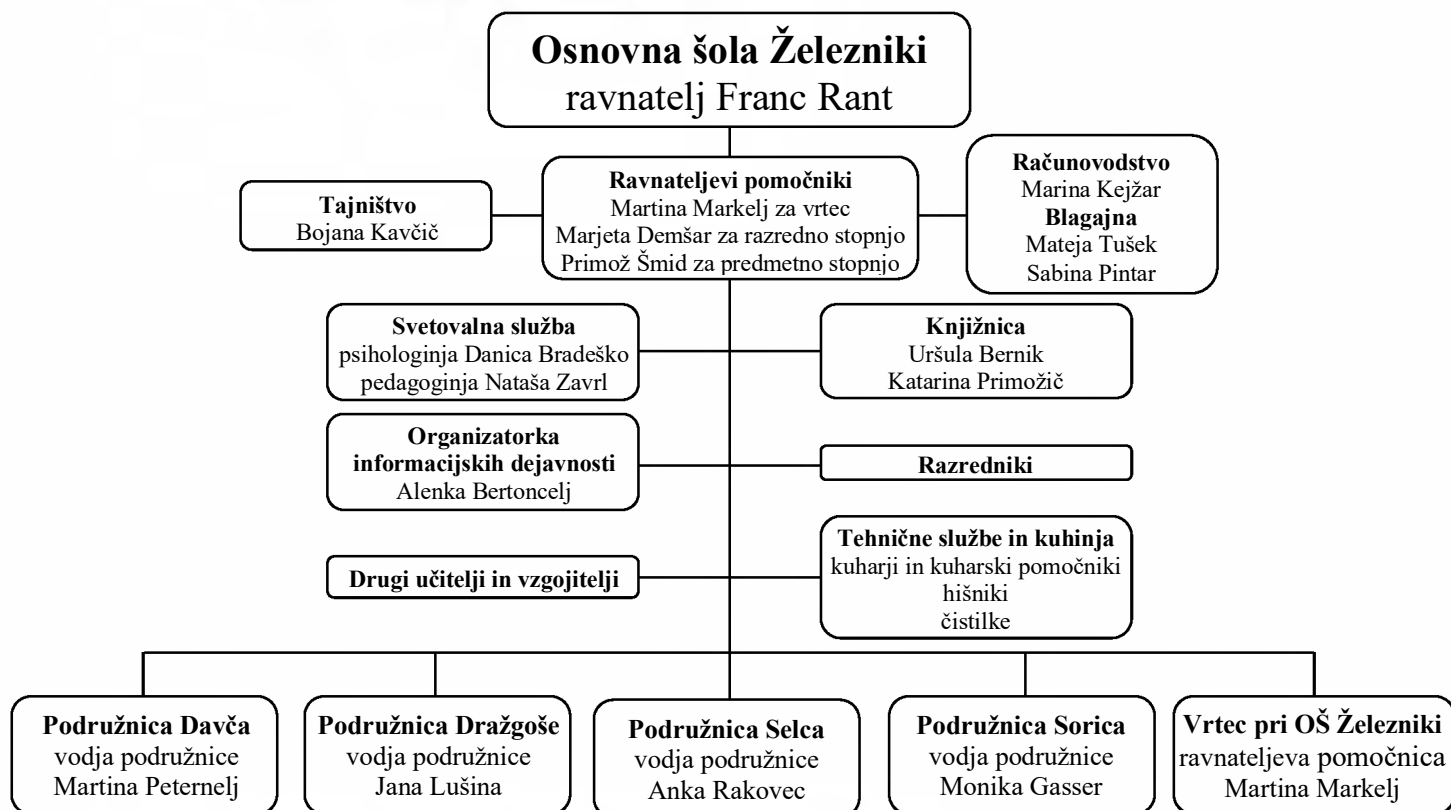 Osnovna šola Železniki
ravnatelj Franc Rant
Tajništvo
Bojana Kavčič
Ravnateljevi pomočniki
Martina Markelj za vrtec
Marjeta Demšar za razredno stopnjo
Primož Šmid za predmetno stopnjo
Računovodstvo
Marina Kejžar
Blagajna
Mateja Tušek
Sabina Pintar
Svetovalna služba
psihologinja Danica Bradeško
pedagoginja Nataša Zavrl
Knjižnica
Uršula Bernik
Katarina Primožič
Organizatorka
informacijskih dejavnosti
Alenka Bertoncelj
Razredniki
Drugi učitelji in vzgojitelji
Tehnične službe in kuhinja
kuharji in kuharski pomočniki
hišniki
čistilke
Podružnica Davča
vodja podružnice
Martina Peternelj
Podružnica Dražgoše
vodja podružnice
Jana Lušina
Podružnica Selca
vodja podružnice
Anka Rakovec
Podružnica Sorica
vodja podružnice
Monika Gasser
Vrtec pri OŠ Železniki
ravnateljeva pomočnica
Martina Markelj